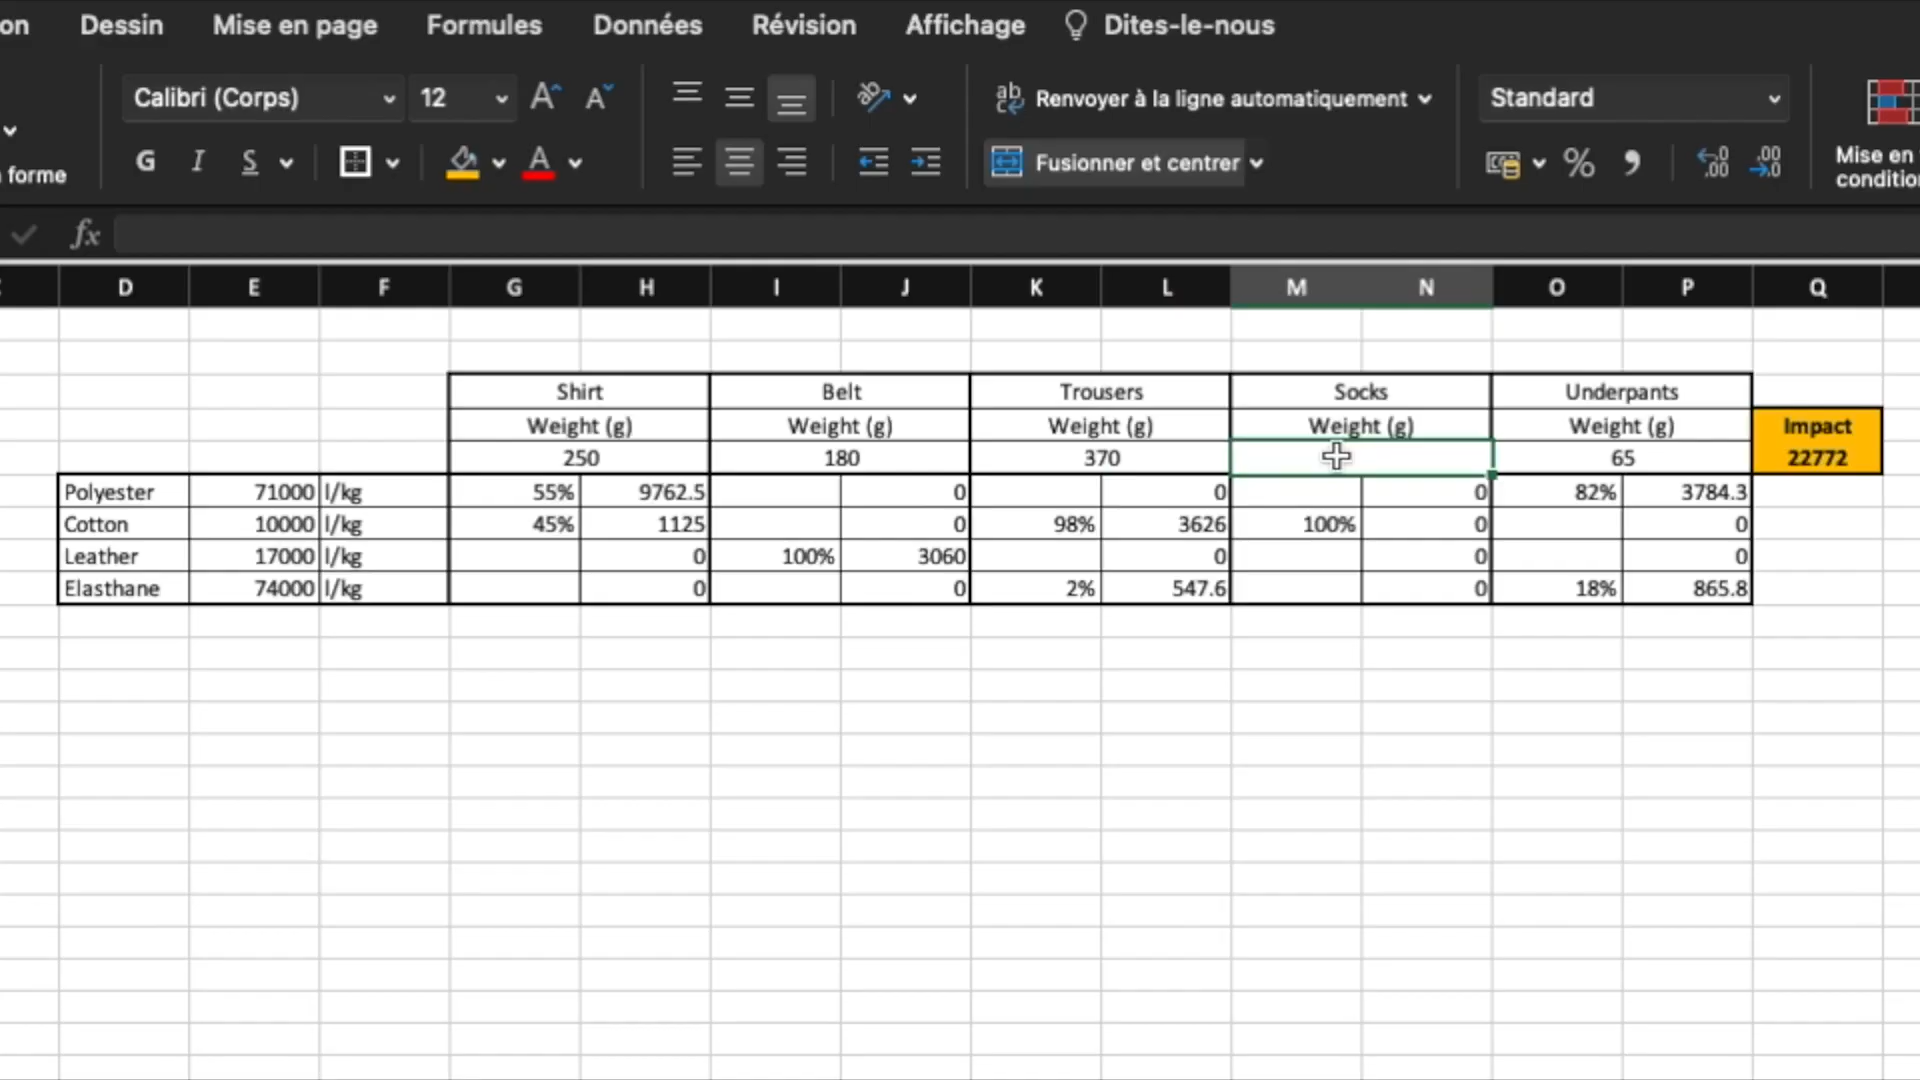 on Dessin Mise en page Formules Données Révision Affichage Dites-le-nous
Calibri (Corps) 12 A A ab Renvoyer à la ligne automatiquement Standard
forme G I S A Fusionner et centrer % Mise en
conditio
fx
D E F G H I J K L M N O P Q
Shirt Belt Trousers Socks Underpants
Weight (g) Weight (g) Weight (g) Weight (g) Weight (g) Impact
250 180 370 65 22772
Polyester 71000 l/kg 55% 9762.5 0 0 0 82% 3784.3
Cotton 10000 l/kg 45% 1125 0 98% 3626 100% 0 0
Leather 17000 l/kg 0 100% 3060 0 0 0
Elasthane 74000 l/kg 0 0 2% 547.6 0 18% 865.8